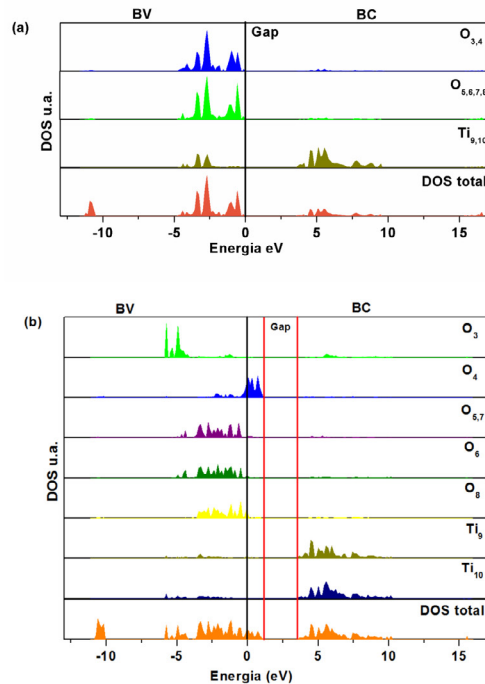 (a) BV BC
Gap
O3,4
O5,6,7,8
Ti9,10
DOS total
DOS u.a.
-10 -5 0 5 10 15
Energia eV
(b) BV BC
Gap
O3
O4
O5,7
O6
O8
Ti9
Ti10
DOS total
DOS u.a.
-10 -5 0 5 10 15
Energia (eV)